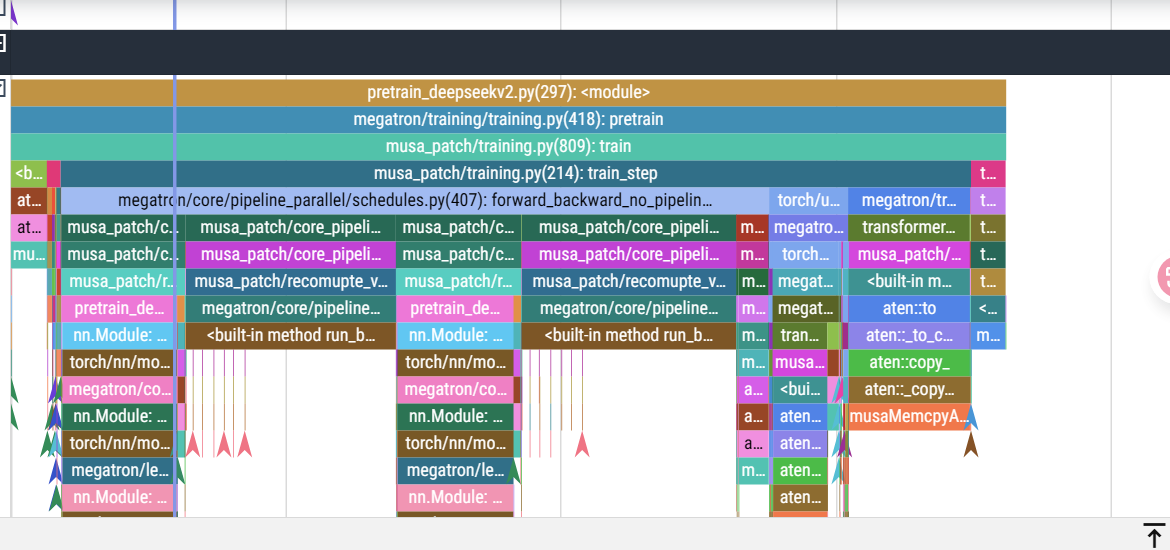 pretrain_deepseekv2.py(297): <module>
megatron/training/training.py(418): pretrain
musa_patch/training.py(809): train
<b... musa_patch/training.py(214): train_step t...
at... megatron/core/pipeline_parallel/schedules.py(407): forward_backward_no_pipelin... torch/u... megatron/tr... t...
at... musa_patch/c... musa_patch/core_pipeli... musa_patch/c... musa_patch/core_pipeli... m... megatro... transformer... t...
mu... musa_patch/c... musa_patch/core_pipeli... musa_patch/c... musa_patch/core_pipeli... m... torch... musa_patch/... t...
musa_patch/r... musa_patch/recomupte_v... musa_patch/r... musa_patch/recomupte_v... m... megat... <built-in m... t...
pretrain_de... megatron/core/pipeline... pretrain_de... megatron/core/pipeline... m... megat... aten::to <...
nn.Module: ... <built-in method run_b... nn.Module: ... <built-in method run_b... m... tran... aten::_to_c... m...
torch/nn/mo... torch/nn/mo... m... musa... aten::copy_
megatron/co... megatron/co... a... <bui... aten::_copy...
nn.Module: ... nn.Module: ... a... aten... musaMemcpyA...
torch/nn/mo... torch/nn/mo... a... aten...
megatron/le... megatron/le... m... aten...
nn.Module: ... nn.Module: ... aten...